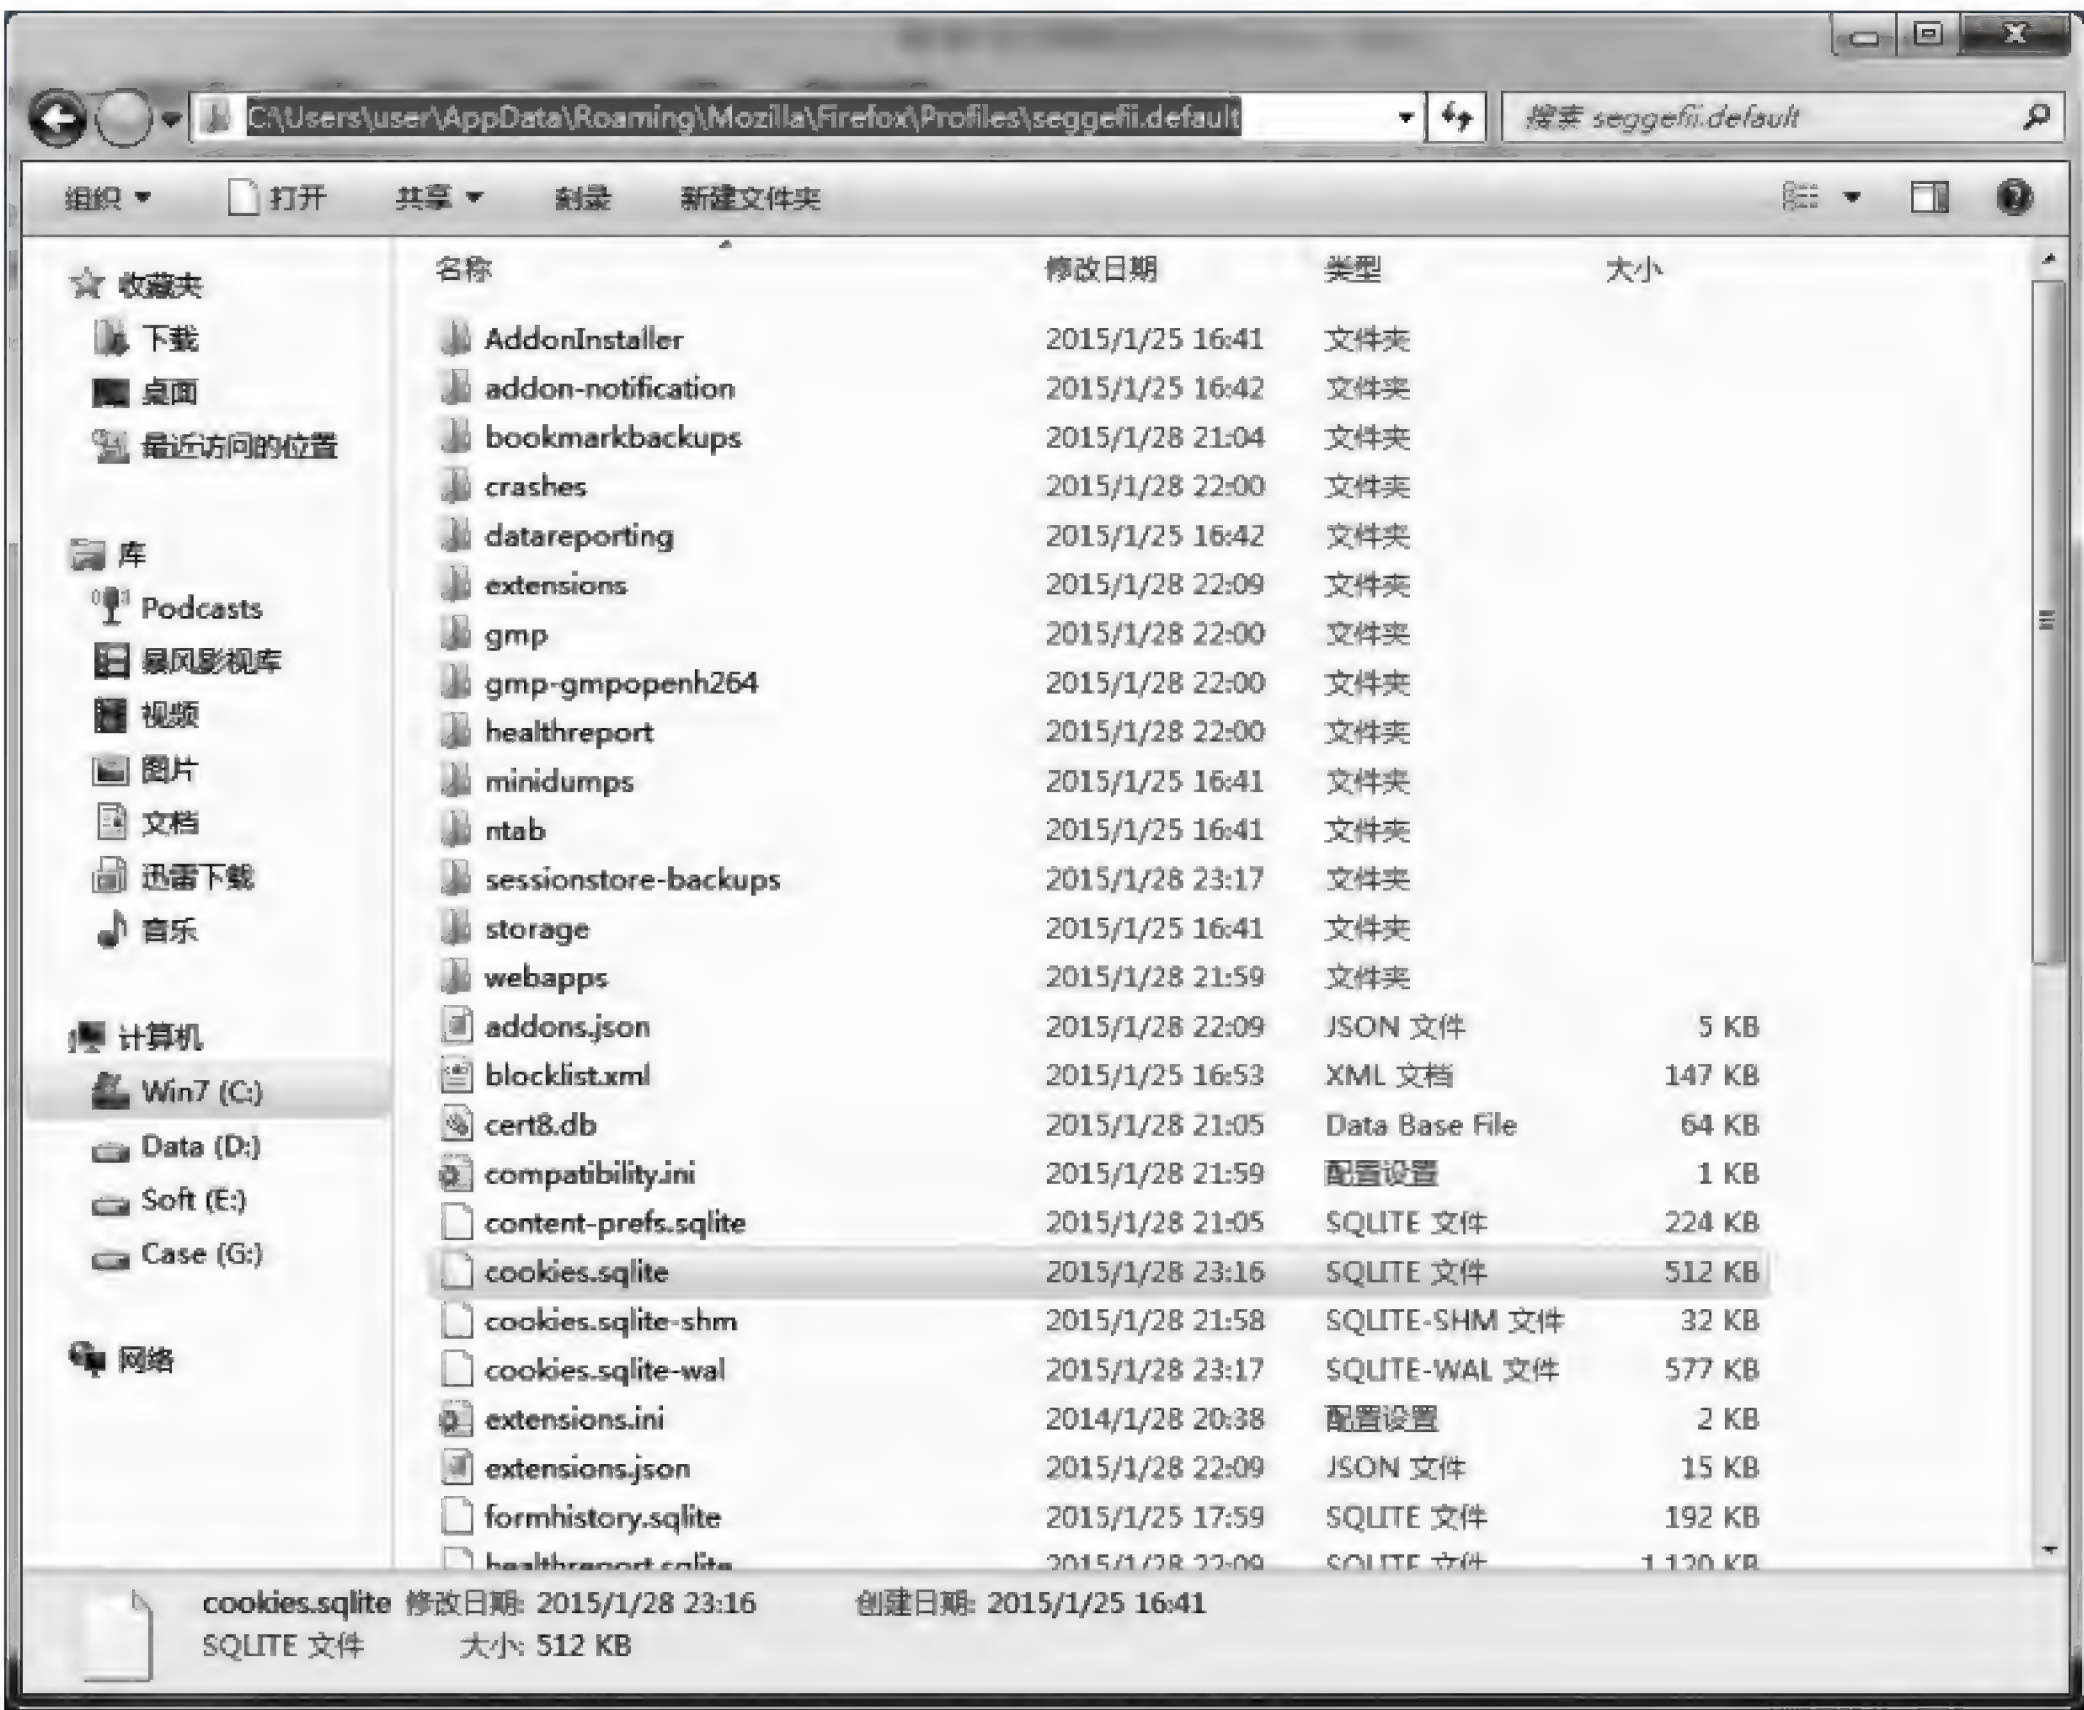 C:\Users\user\AppData\Roaming\Mozilla\Firefox\Profiles\seggefii.default
搜索 seggefii.default
组织 打开 共享 刻录 新建文件夹
名称 修改日期 类型 大小
收藏夹
下载
桌面
最近访问的位置
库
Podcasts
暴风影视库
视频
图片
文档
迅雷下载
音乐
计算机
Win7 (C:)
Data (D:)
Soft (E:)
Case (G:)
网络
AddonInstaller 2015/1/25 16:41 文件夹
addon-notification 2015/1/25 16:42 文件夹
bookmarkbackups 2015/1/28 21:04 文件夹
crashes 2015/1/28 22:00 文件夹
datareporting 2015/1/25 16:42 文件夹
extensions 2015/1/28 22:09 文件夹
gmp 2015/1/28 22:00 文件夹
gmp-gmpopenh264 2015/1/28 22:00 文件夹
healthreport 2015/1/28 22:00 文件夹
minidumps 2015/1/25 16:41 文件夹
ntab 2015/1/25 16:41 文件夹
sessionstore-backups 2015/1/28 23:17 文件夹
storage 2015/1/25 16:41 文件夹
webapps 2015/1/28 21:59 文件夹
addons.json 2015/1/28 22:09 JSON 文件 5 KB
blocklist.xml 2015/1/25 16:53 XML 文档 147 KB
cert8.db 2015/1/28 21:05 Data Base File 64 KB
compatibility.ini 2015/1/28 21:59 配置设置 1 KB
content-prefs.sqlite 2015/1/28 21:05 SQLITE 文件 224 KB
cookies.sqlite 2015/1/28 23:16 SQLITE 文件 512 KB
cookies.sqlite-shm 2015/1/28 21:58 SQLITE-SHM 文件 32 KB
cookies.sqlite-wal 2015/1/28 23:17 SQLITE-WAL 文件 577 KB
extensions.ini 2014/1/28 20:38 配置设置 2 KB
extensions.json 2015/1/28 22:09 JSON 文件 15 KB
formhistory.sqlite 2015/1/25 17:59 SQLITE 文件 192 KB
healthreport.sqlite 2015/1/28 22:09 SQLITE 文件 1,120 KB
cookies.sqlite 修改日期: 2015/1/28 23:16 创建日期: 2015/1/25 16:41
SQLITE 文件 大小: 512 KB